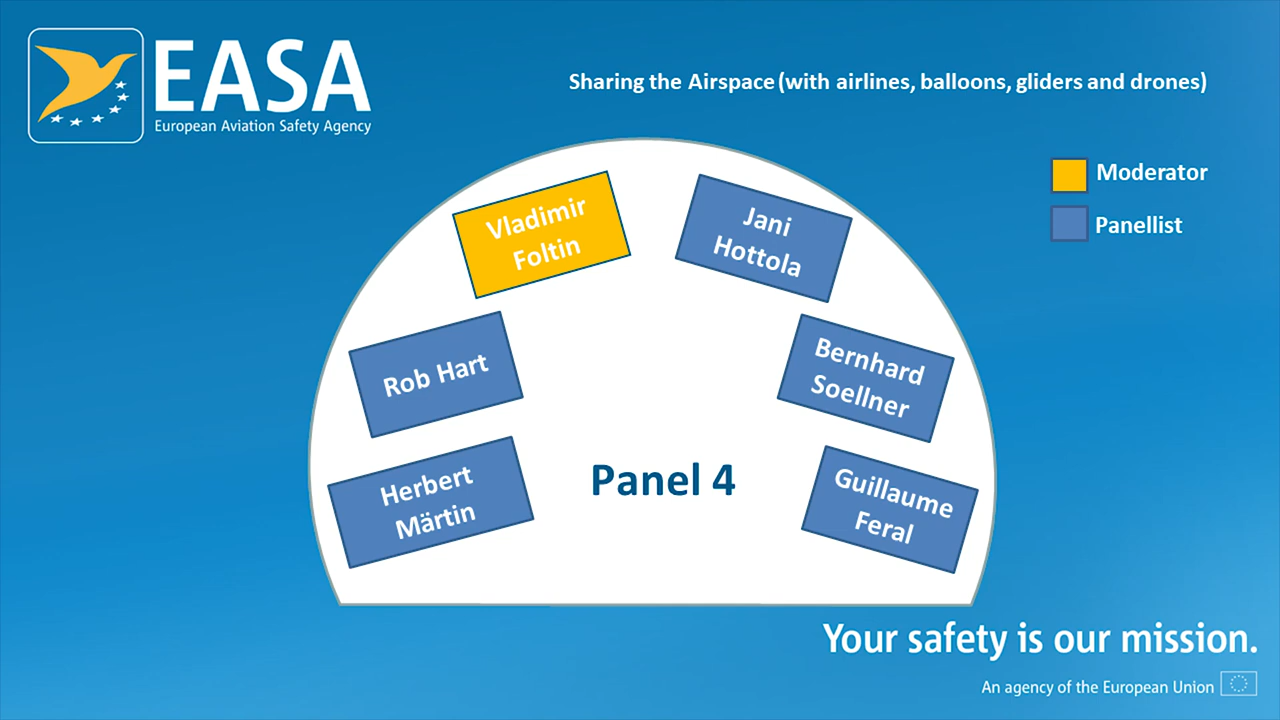 EASA
European Aviation Safety Agency
Sharing the Airspace (with airlines, balloons, gliders and drones)
Moderator
Panellist
Vladimir
Foltin
Jani
Hottola
Rob Hart
Bernhard
Soellner
Herbert
Märtin
Panel 4
Guillaume
Feral
Your safety is our mission.
An agency of the European Union